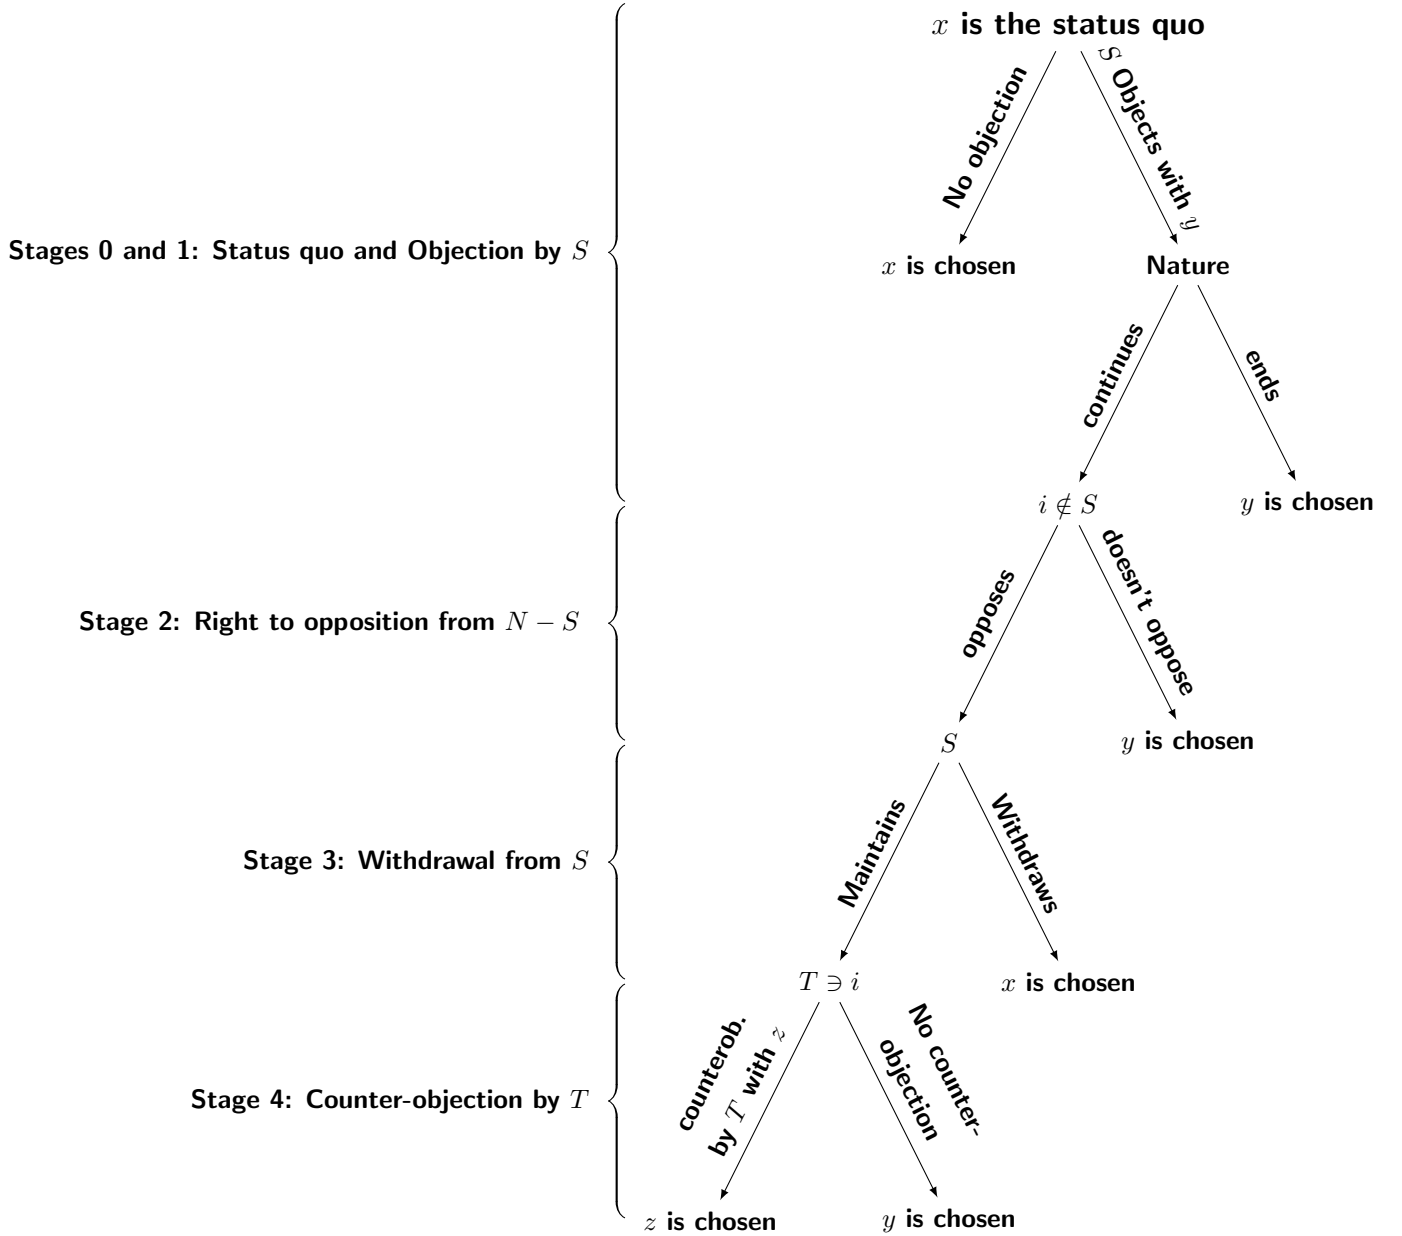 $x$ is the status quo
No objection
$S$ Objects with $y$
Stages 0 and 1: Status quo and Objection by $S$
$x$ is chosen
Nature
continues
ends
$i \notin S$
$y$ is chosen
opposes
doesn't oppose
Stage 2: Right to opposition from $N - S$
$S$
$y$ is chosen
Maintains
Withdraws
Stage 3: Withdrawal from $S$
$T \ni i$
$x$ is chosen
counterob.
by $T$ with $z$
No counter-
objection
Stage 4: Counter-objection by $T$
$z$ is chosen
$y$ is chosen